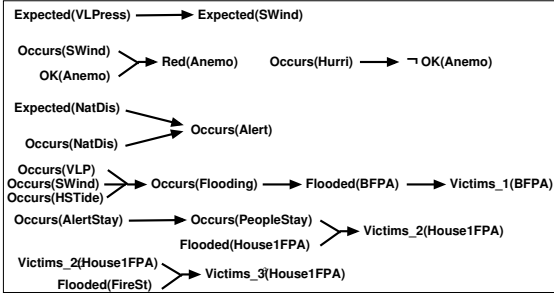 Expected(VLPress) Expected(SWind)
Occurs(SWind)
OK(Anemo)
Red(Anemo)
Occurs(Hurri) ¬ OK(Anemo)
Expected(NatDis)
Occurs(NatDis)
Occurs(Alert)
Occurs(VLP)
Occurs(SWind)
Occurs(HSTide)
Occurs(Flooding) Flooded(BFPA) Victims_1(BFPA)
Occurs(AlertStay) Occurs(PeopleStay)
Flooded(House1FPA)
Victims_2(House1FPA)
Victims_2(House1FPA)
Flooded(FireSt)
Victims_3(House1FPA)